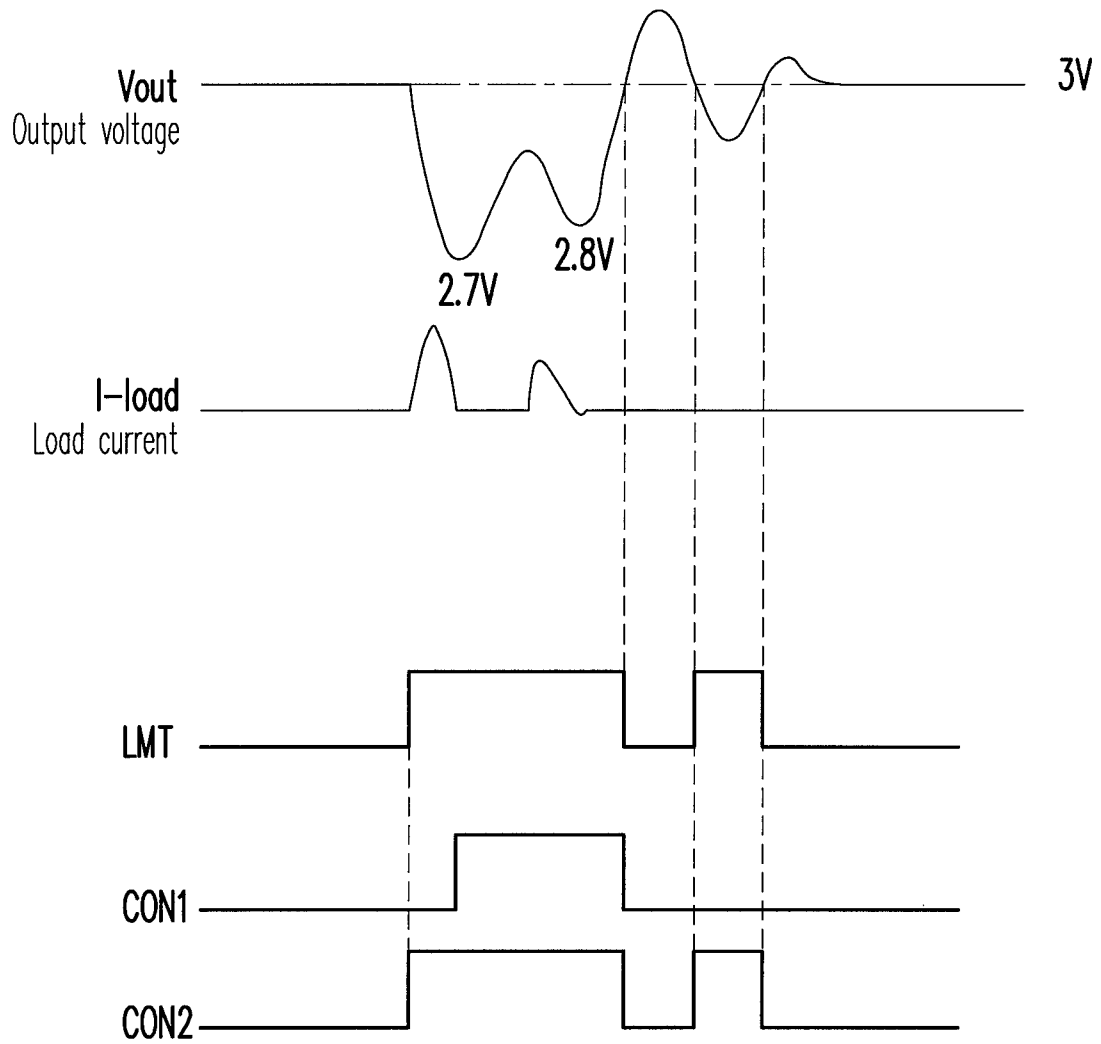 Vout
Output voltage
3V
2.8V
2.7V
I-load
Load current
LMT
CON1
CON2